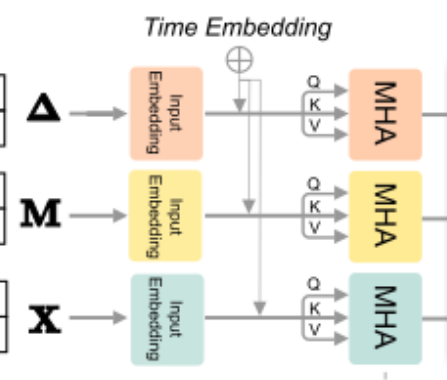 Time Embedding
Δ
Input
Embedding
Q
K
V
MHA
M
Input
Embedding
Q
K
V
MHA
X
Input
Embedding
Q
K
V
MHA